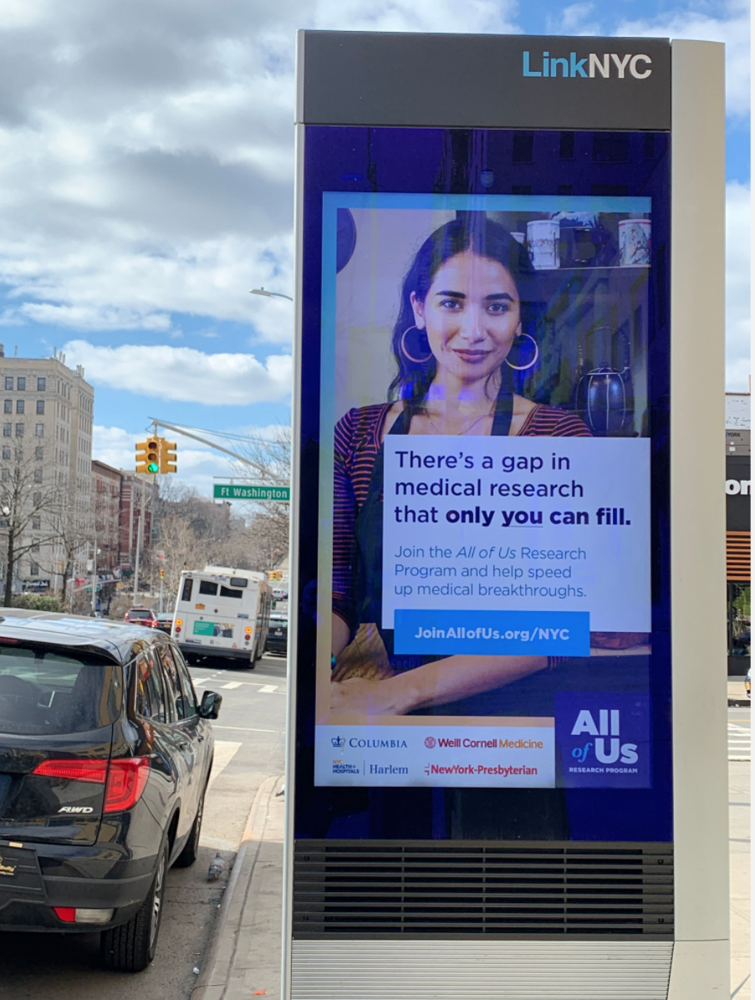 LinkNYC
Ft Washington
There's a gap in
medical research
that only you can fill.
Join the All of Us Research
Program and help speed
up medical breakthroughs.
JoinAllofUs.org/NYC
COLUMBIA
Weill Cornell Medicine
NYC
HEALTH+
HOSPITALS
Harlem
NewYork-Presbyterian
All
of Us
RESEARCH PROGRAM
AWD